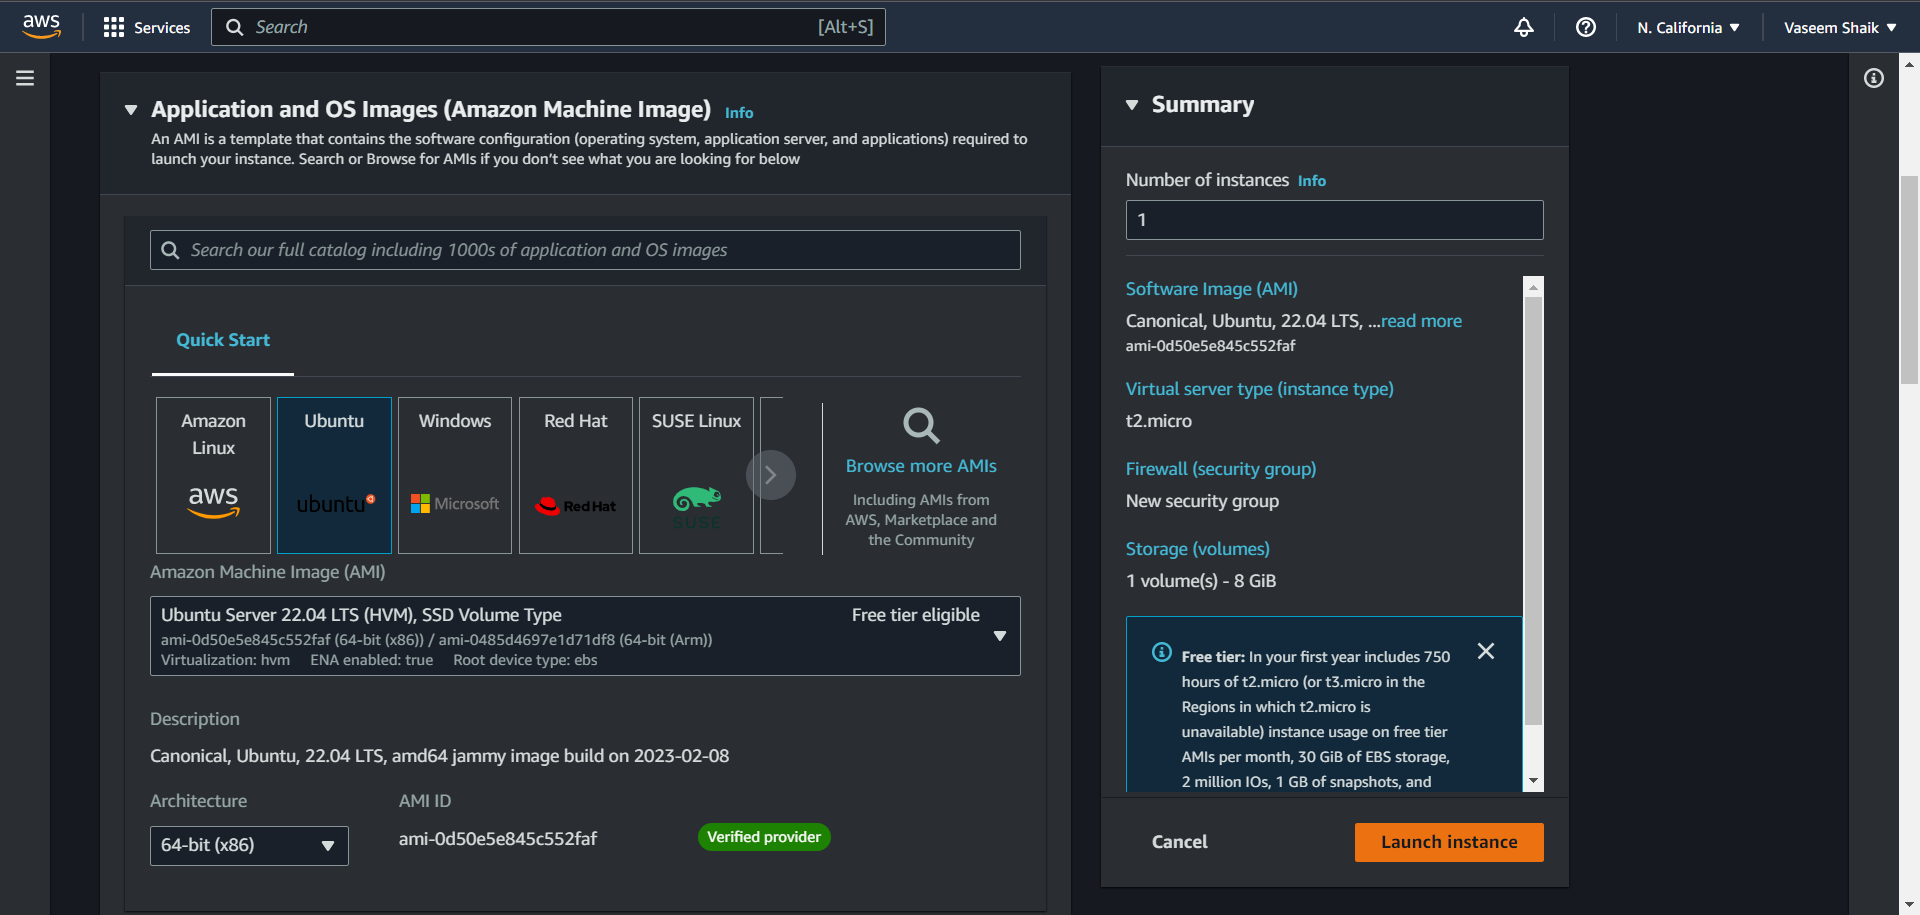 aws
Services
Search
[Alt+S]
N. California
Vaseem Shaik
Application and OS Images (Amazon Machine Image) Info
An AMI is a template that contains the software configuration (operating system, application server, and applications) required to
launch your instance. Search or Browse for AMIs if you don't see what you are looking for below
Search our full catalog including 1000s of application and OS images
Quick Start
Amazon
Linux
aws
Ubuntu
ubuntu
Windows
Microsoft
Red Hat
Red Hat
SUSE Linux
SUSE
Browse more AMIs
Including AMIs from
AWS, Marketplace and
the Community
Amazon Machine Image (AMI)
Ubuntu Server 22.04 LTS (HVM), SSD Volume Type
Free tier eligible
ami-0d50e5e845c552faf (64-bit (x86)) / ami-0485d4697e1d71df8 (64-bit (Arm))
Virtualization: hvm ENA enabled: true Root device type: ebs
Description
Canonical, Ubuntu, 22.04 LTS, amd64 jammy image build on 2023-02-08
Architecture
64-bit (x86)
AMI ID
ami-0d50e5e845c552faf
Verified provider
Summary
Number of instances Info
1
Software Image (AMI)
Canonical, Ubuntu, 22.04 LTS, ...read more
ami-0d50e5e845c552faf
Virtual server type (instance type)
t2.micro
Firewall (security group)
New security group
Storage (volumes)
1 volume(s) - 8 GiB
Free tier: In your first year includes 750
hours of t2.micro (or t3.micro in the
Regions in which t2.micro is
unavailable) instance usage on free tier
AMIs per month, 30 GiB of EBS storage,
2 million IOs, 1 GB of snapshots, and
Cancel
Launch instance